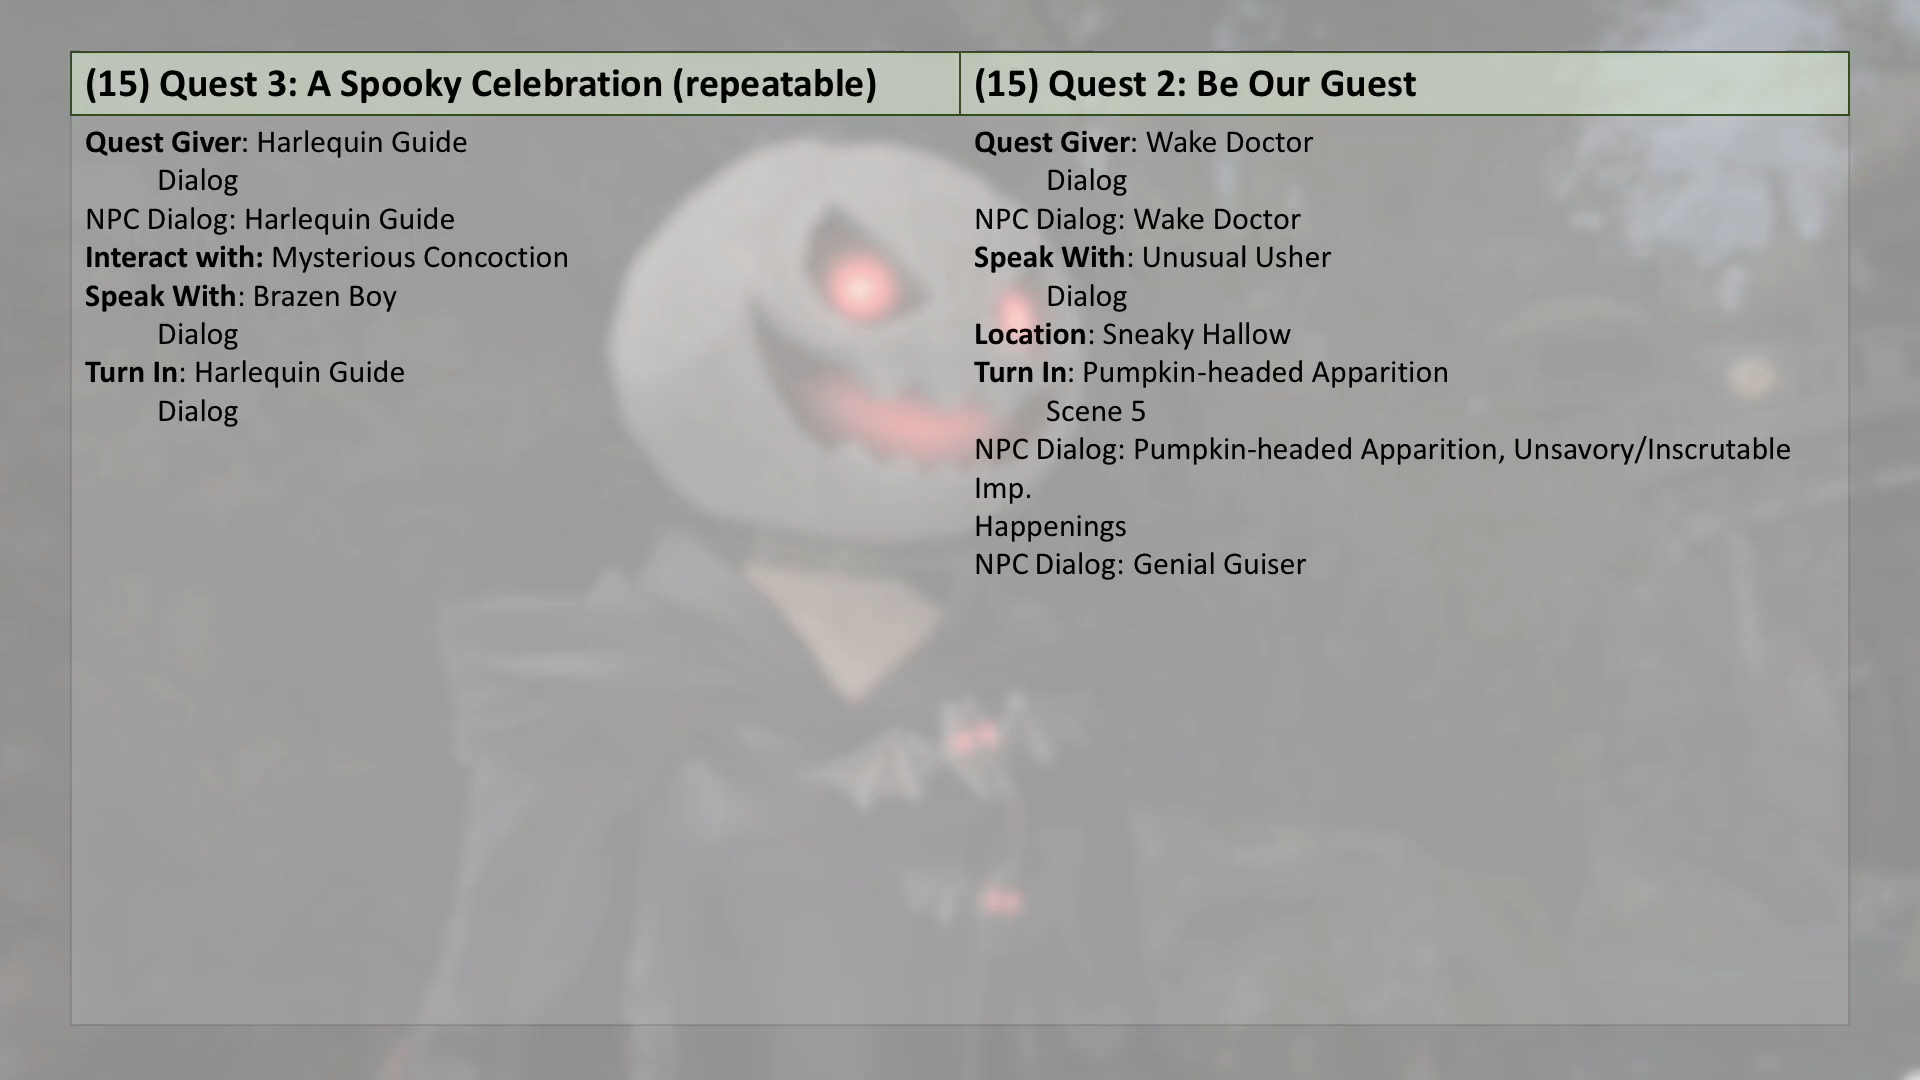 (15) Quest 3: A Spooky Celebration (repeatable)
Quest Giver: Harlequin Guide
Dialog
NPC Dialog: Harlequin Guide
Interact with: Mysterious Concoction
Speak With: Brazen Boy
Dialog
Turn In: Harlequin Guide
Dialog
(15) Quest 2: Be Our Guest
Quest Giver: Wake Doctor
Dialog
NPC Dialog: Wake Doctor
Speak With: Unusual Usher
Dialog
Location: Sneaky Hallow
Turn In: Pumpkin-headed Apparition
Scene 5
NPC Dialog: Pumpkin-headed Apparition, Unsavory/Inscrutable
Imp.
Happenings
NPC Dialog: Genial Guiser